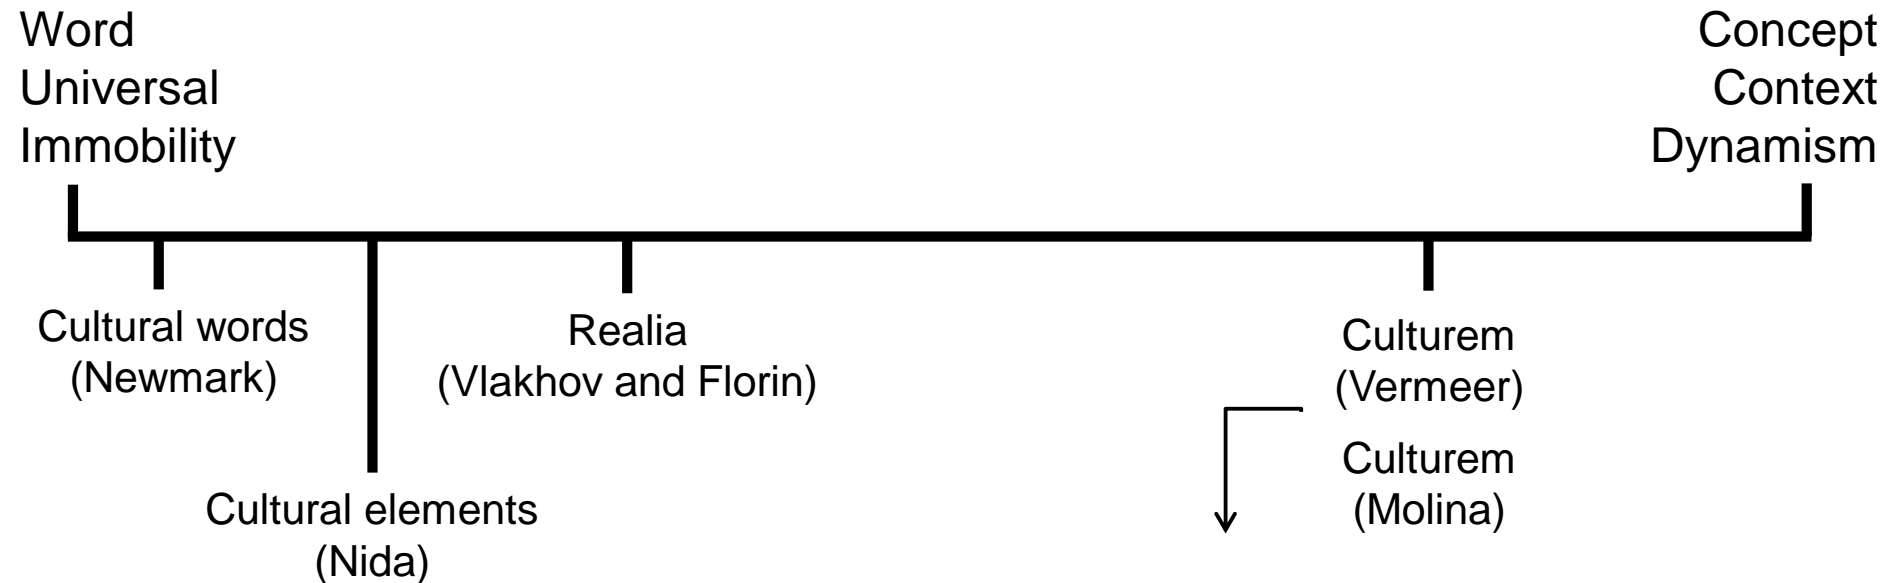 Word
Universal
Immobility
Concept
Context
Dynamism
Cultural words
(Newmark)
Cultural elements
(Nida)
Realia
(Vlakhov and Florin)
Culturem
(Vermeer)
Culturem
(Molina)